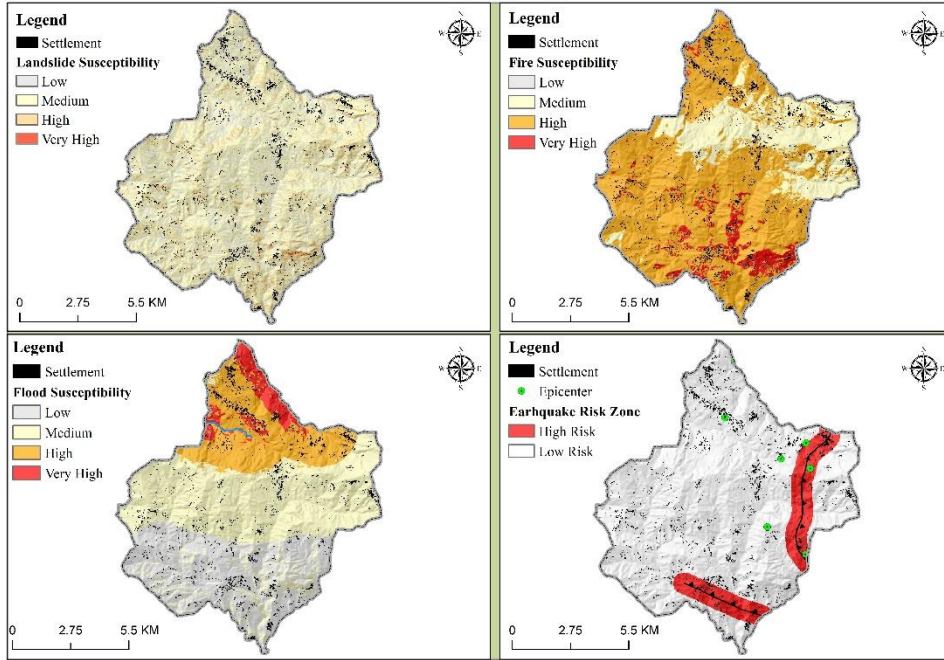 Legend
Settlement
Landslide Susceptibility
Low
Medium
High
Very High
N
W E
S
0 2.75 5.5 KM
Legend
Settlement
Fire Susceptibility
Low
Medium
High
Very High
N
W E
S
0 2.75 5.5 KM
Legend
Settlement
Flood Susceptibility
Low
Medium
High
Very High
N
W E
S
0 2.75 5.5 KM
Legend
Settlement
Epicenter
Earhquake Risk Zone
High Risk
Low Risk
N
W E
S
0 2.75 5.5 KM